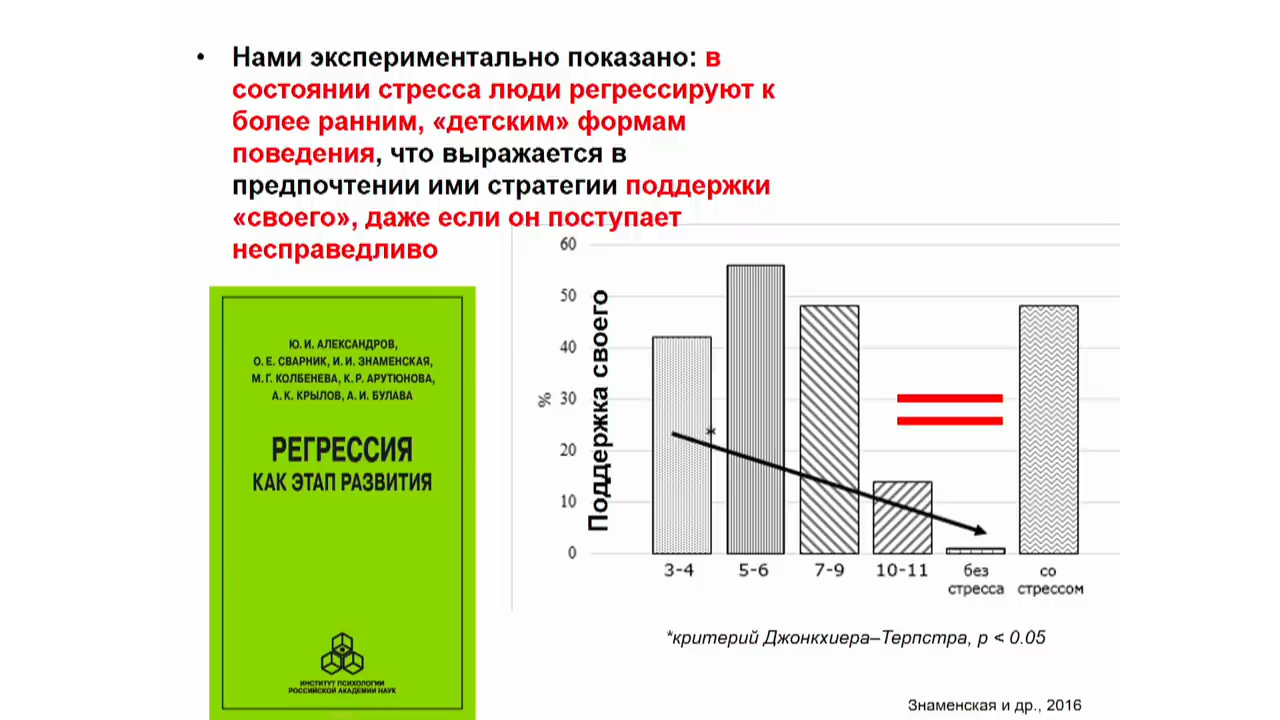 • Нами экспериментально показано: в
состоянии стресса люди регрессируют к
более ранним, «детским» формам
поведения, что выражается в
предпочтении ими стратегии поддержки
«своего», даже если он поступает
несправедливо
Ю. И. АЛЕКСАНДРОВ,
О. Е. СВАРНИК, И. И. ЗНАМЕНСКАЯ,
М. Г. КОЛБЕНЕВА, К. Р. АРУТЮНОВА,
А. К. КРЫЛОВ, А. И. БУЛАВА
РЕГРЕССИЯ
КАК ЭТАП РАЗВИТИЯ
ИНСТИТУТ ПСИХОЛОГИИ
РОССИЙСКОЙ АКАДЕМИИ НАУК
60
50
40
30
20
10
0
%
Поддержка своего
*
3-4 5-6 7-9 10-11 без со
стресса стрессом
*критерий Джонкхиера–Терпстра, p < 0.05
Знаменская и др., 2016